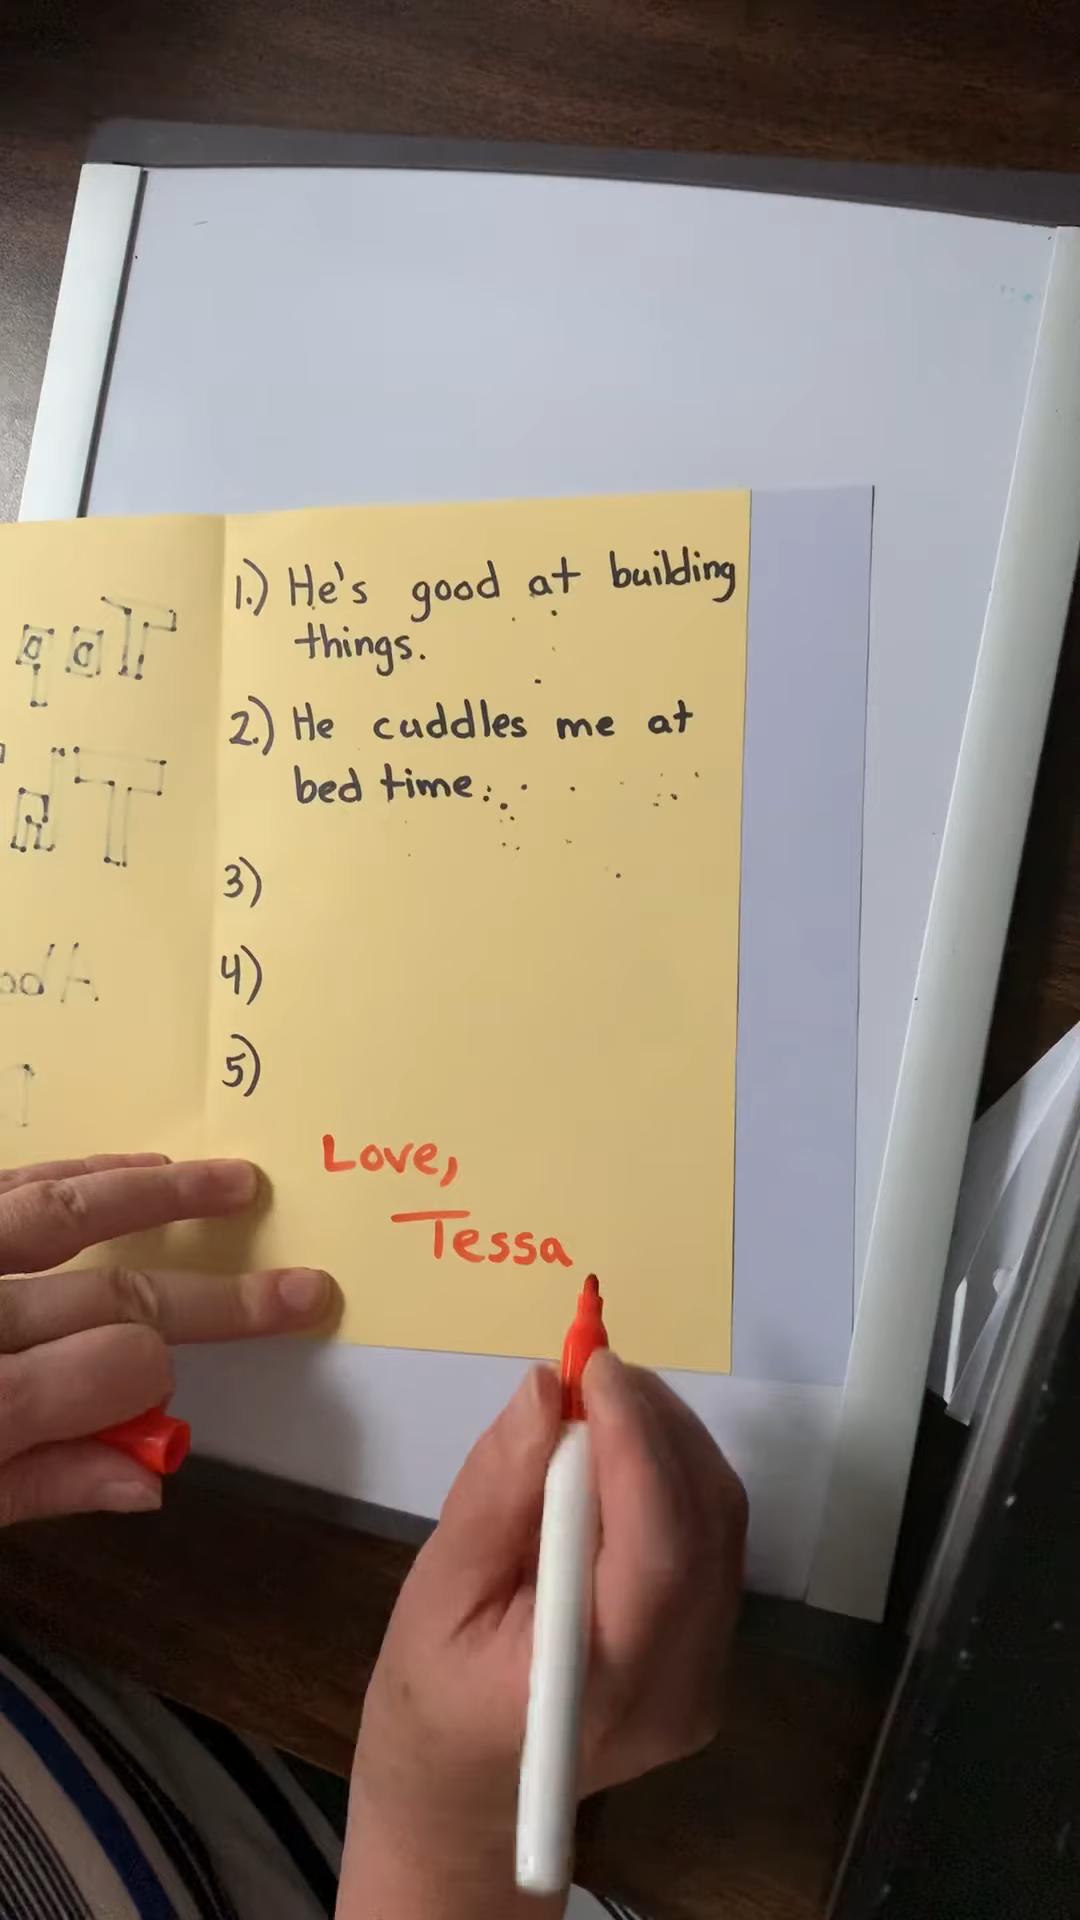 1.) He's good at building
things.
2.) He cuddles me at
bed time.
3)
4)
5)
Love,
Tessa